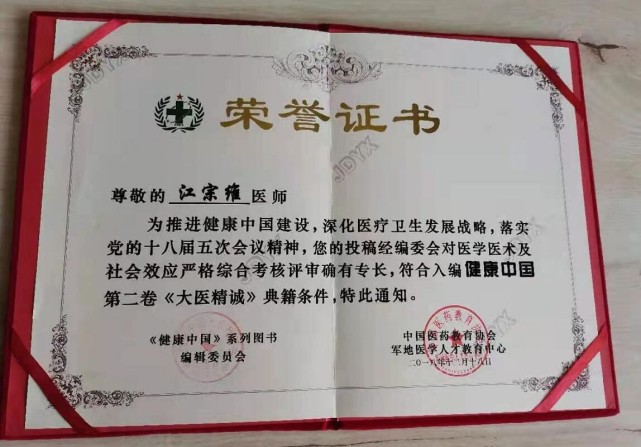 荣誉证书
尊敬的 江宗雍 医师
为推进健康中国建设，深化医疗卫生发展战略，落实
党的十八届五次会议精神，您的投稿经编委会对医学医术及
社会效应严格综合考核评审确有专长，符合入编健康中国
第二卷《大医精诚》典籍条件，特此通知。
《健康中国》系列图书
编辑委员会
中国医药教育协会
军地医学人才教育中心
JDYX
JDYX
JDYX
JDYX